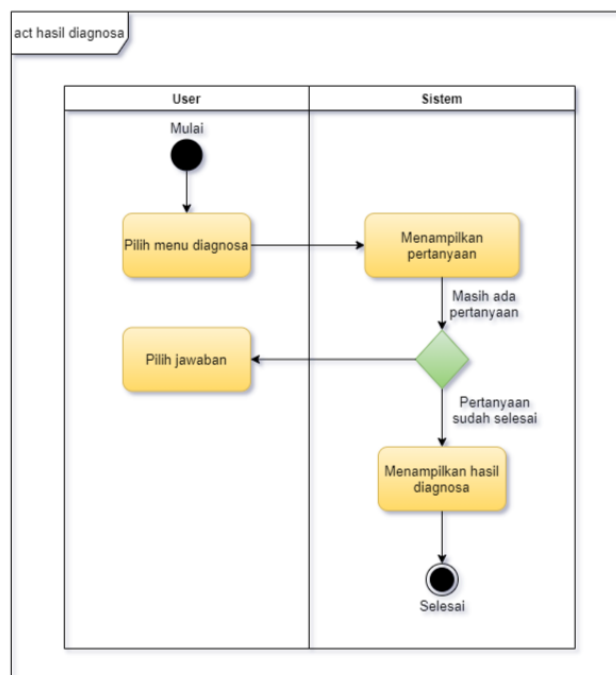 act hasil diagnosa
User
Sistem
Mulai
Pilih menu diagnosa
Menampilkan
pertanyaan
Masih ada
pertanyaan
Pilih jawaban
Pertanyaan
sudah selesai
Menampilkan hasil
diagnosa
Selesai